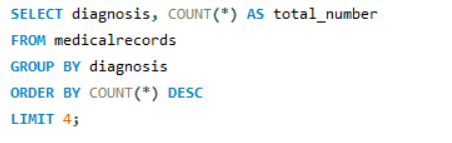 SELECT diagnosis, COUNT(*) AS total_number
FROM medicalrecords
GROUP BY diagnosis
ORDER BY COUNT(*) DESC
LIMIT 4;